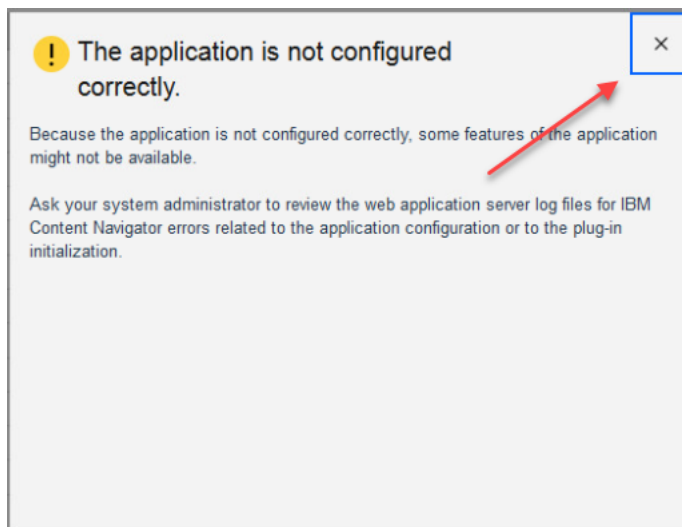 The application is not configured
correctly.
Because the application is not configured correctly, some features of the application
might not be available.
Ask your system administrator to review the web application server log files for IBM
Content Navigator errors related to the application configuration or to the plug-in
initialization.